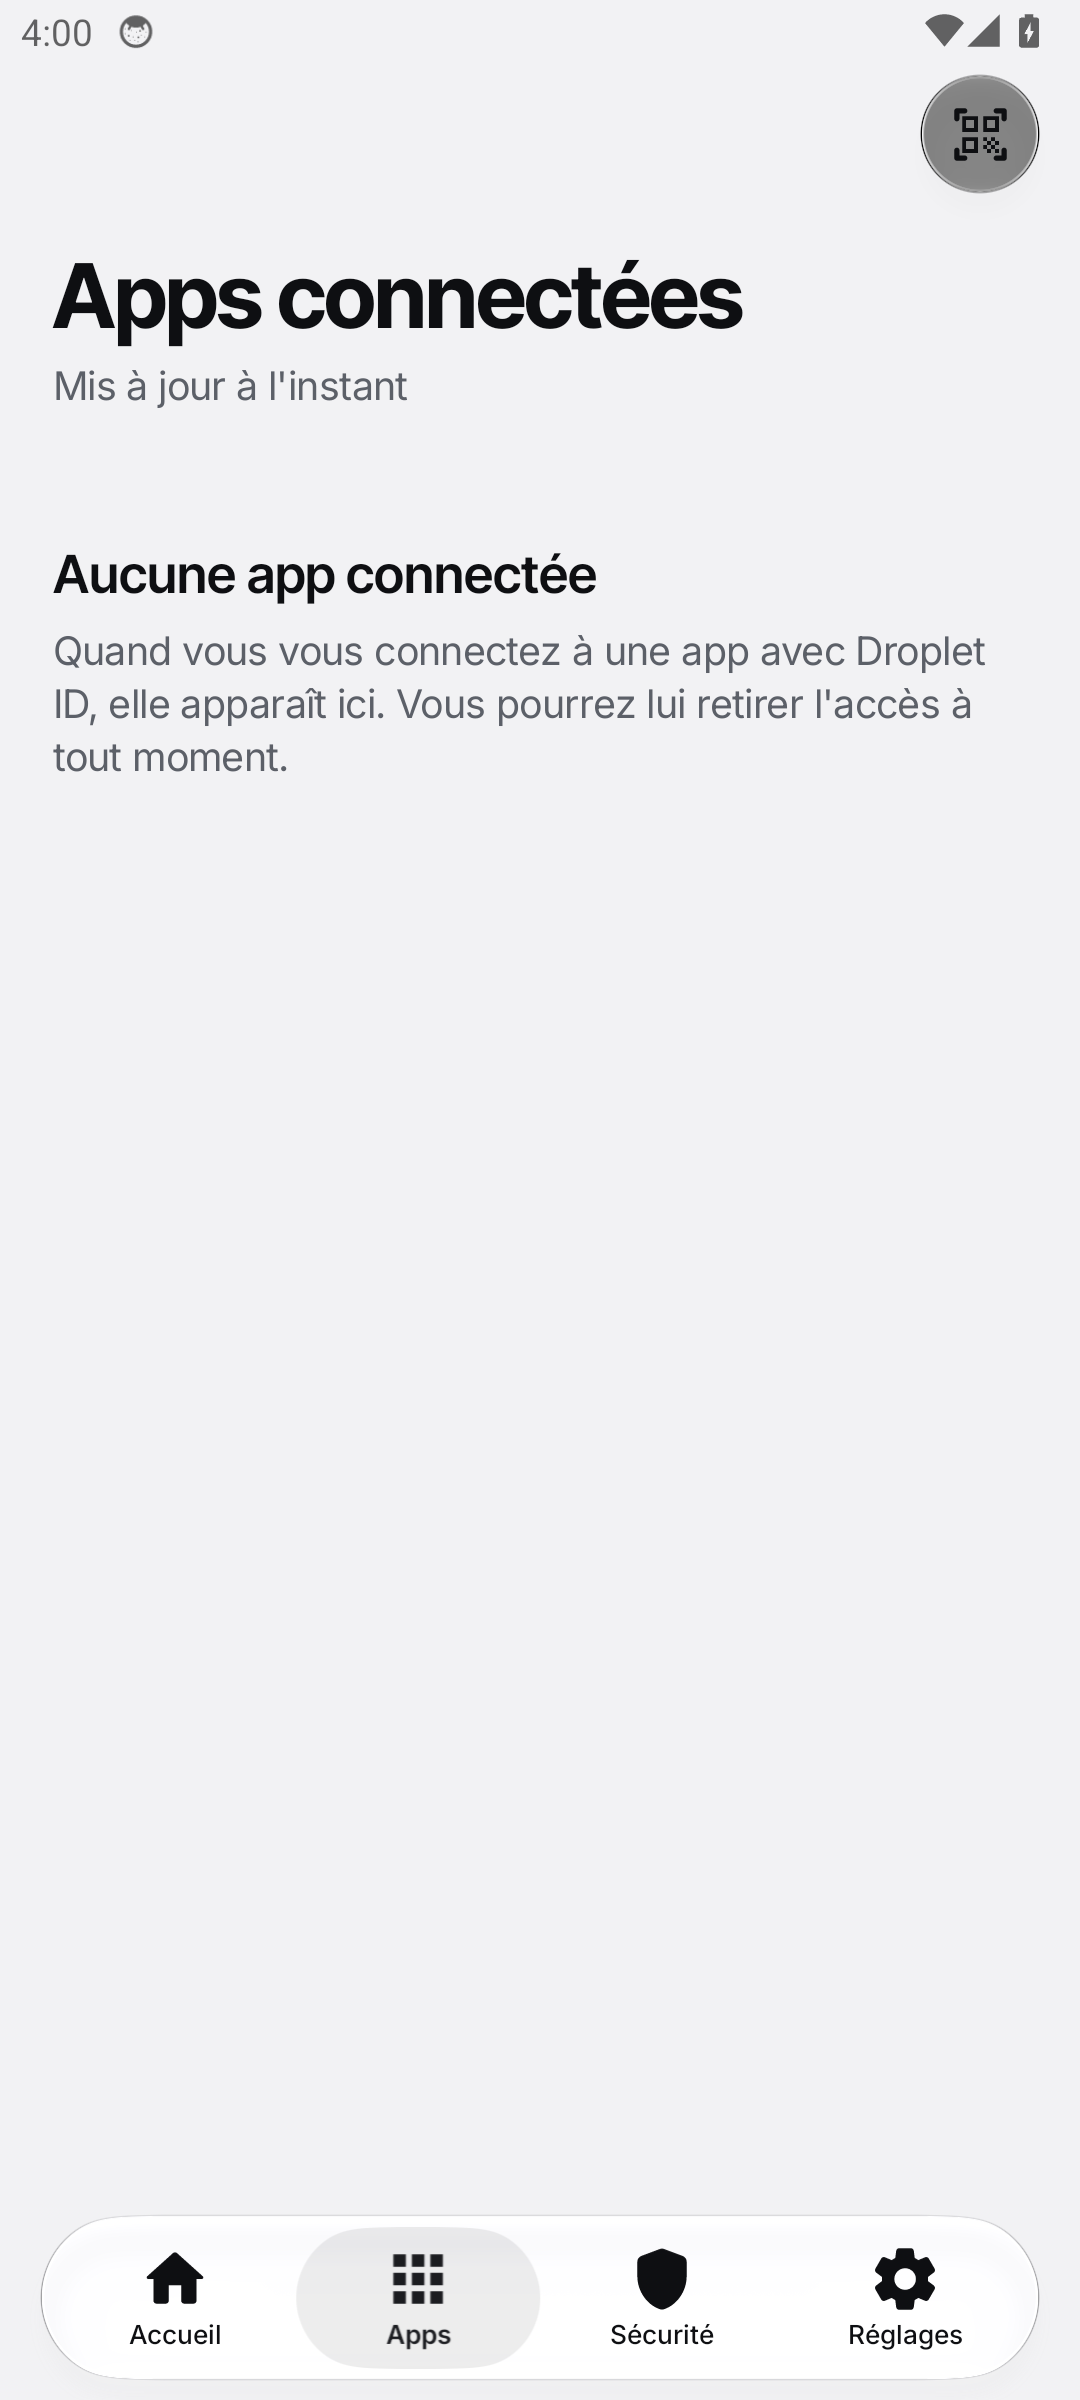 4:00
Apps connectées
Mis à jour à l'instant
Aucune app connectée
Quand vous vous connectez à une app avec Droplet
ID, elle apparaît ici. Vous pourrez lui retirer l'accès à
tout moment.
Accueil
Apps
Sécurité
Réglages